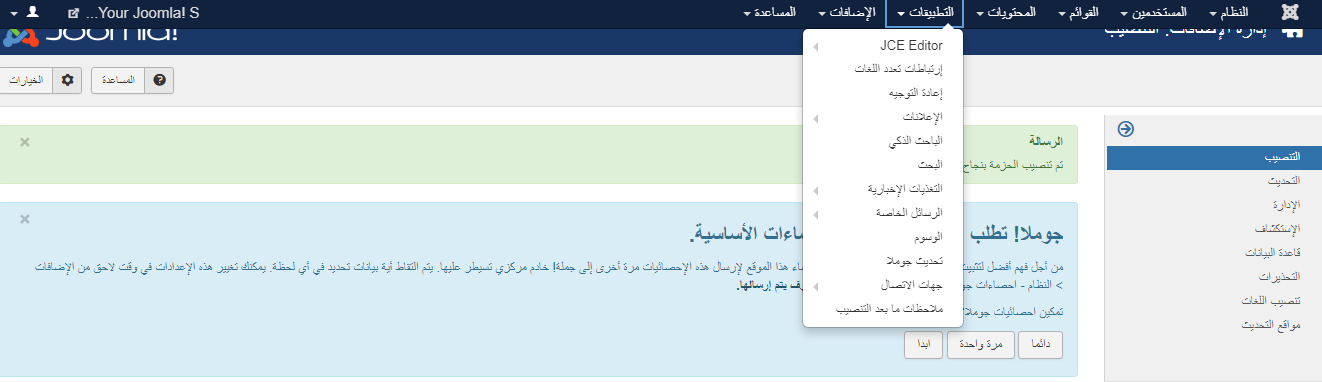 النظام
المستخدمين
القوائم
المحتويات
التطبيقات
الإضافات
المساعدة
Your Joomla! S...
إدارة الإضافات: التنصيب
Joomla!
المساعدة
الخيارات
JCE Editor
إرتباطات تعدد اللغات
إعادة التوجيه
الإعلانات
الباحث الذكي
البحث
التغذيات الإخبارية
الرسائل الخاصة
الوسوم
تحديث جوملا
جهات الاتصال
ملاحظات ما بعد التنصيب
التنصيب
التحديث
الإدارة
الإستكشاف
قاعدة البيانات
التحذيرات
تنصيب اللغات
مواقع التحديث
الرسالة
تم تنصيب الحزمة بنجاح
جوملا! تطلب الأساسية.
من أجل فهم أفضل لتثبيت هذا الموقع لإرسال هذه الإحصائيات مرة أخرى إلى جملة! خادم مركزي تسيطر عليها. يتم التقاط أية بيانات تحديد في أي لحظة. يمكنك تغيير هذه الإعدادات في وقت لاحق من الإضافات
> النظام - احصاءات يتم إرسالها.
تمكين احصائيات جوملا
دائما
مرة واحدة
ابدا